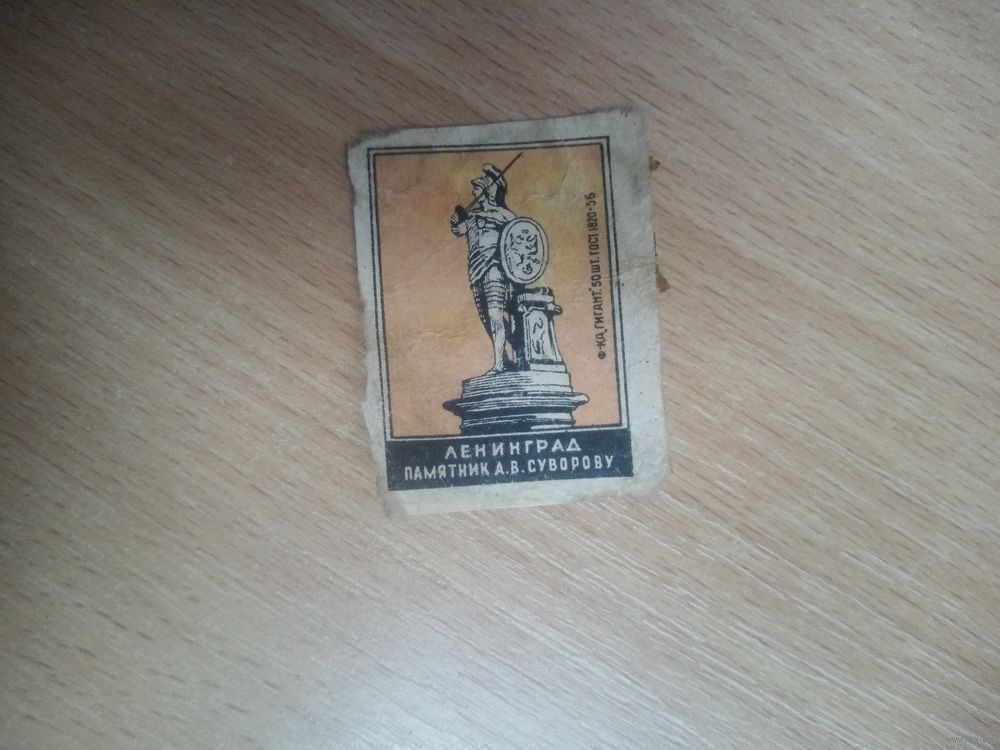 Ф-КА„ГИГАНТ" 50 ШТ. ГОСТ 1820-56
ЛЕНИНГРАД
ПАМЯТНИК А.В.СУВОРОВУ